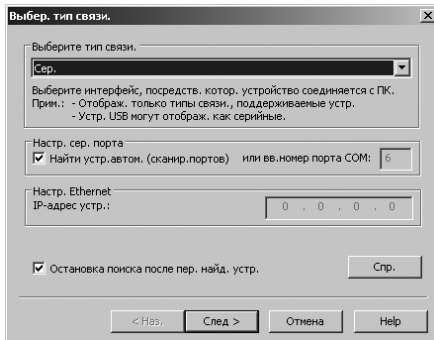 Выбер. тип связи.
Выберите тип связи.
Сер.
Выберите интерфейс, посредств. котор. устройство соединяется с ПК.
Прим.: - Отображ. только типы связи., поддерживаемые устр.
- Устр. USB могут отображ. как серийные.
Настр. сер. порта
Найти устр.автом. (сканир.портов) или вв.номер порта COM: 6
Настр. Ethernet
IP-адрес устр.: 0 . 0 . 0 . 0
Остановка поиска после пер. найд. устр. Спр.
< Наз. След > Отмена Help